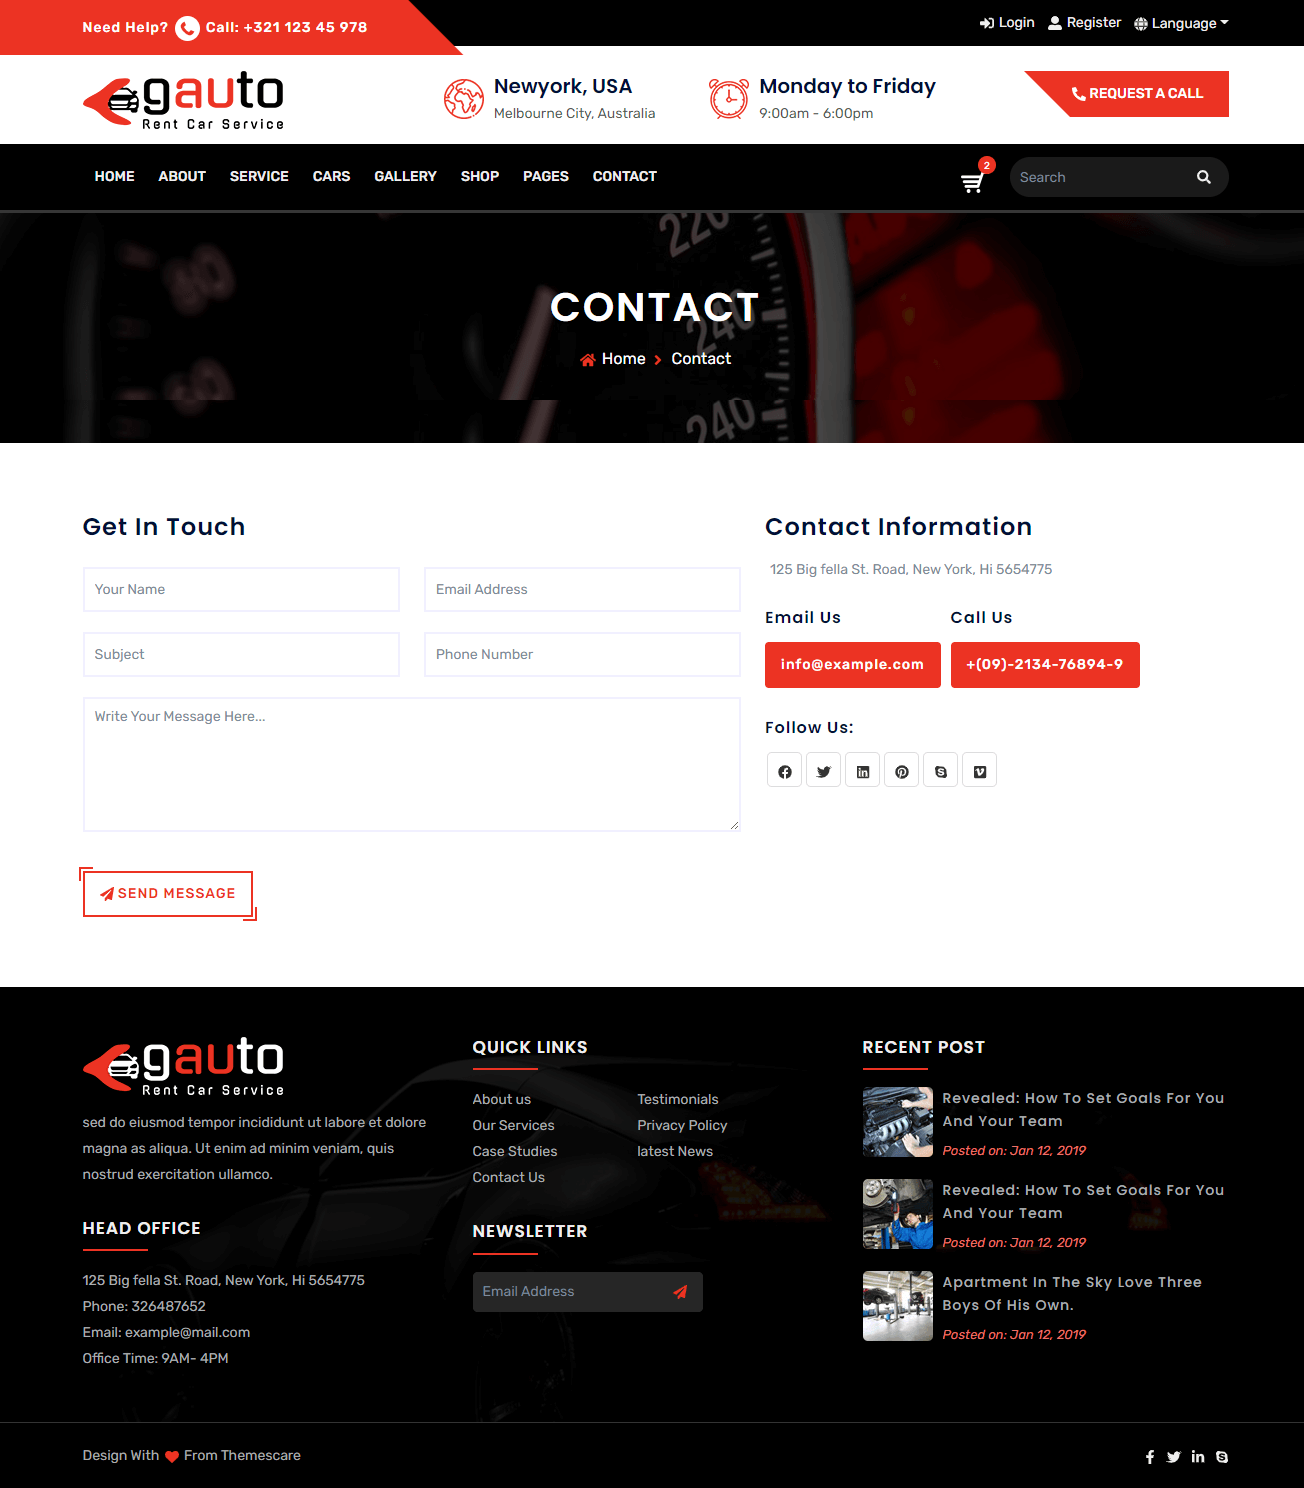 Need Help? Call: +321 123 45 978
Login Register Language
gauto
Rent Car Service
Newyork, USA
Melbourne City, Australia
Monday to Friday
9:00am - 6:00pm
REQUEST A CALL
HOME ABOUT SERVICE CARS GALLERY SHOP PAGES CONTACT
2
Search
220
240
240
CONTACT
Home Contact
Get In Touch
Your Name
Email Address
Subject
Phone Number
Write Your Message Here...
SEND MESSAGE
Contact Information
125 Big fella St. Road, New York, Hi 5654775
Email Us
Call Us
info@example.com
+(09)-2134-76894-9
Follow Us:
gauto
Rent Car Service
sed do eiusmod tempor incididunt ut labore et dolore
magna as aliqua. Ut enim ad minim veniam, quis
nostrud exercitation ullamco.
HEAD OFFICE
125 Big fella St. Road, New York, Hi 5654775
Phone: 326487652
Email: example@mail.com
Office Time: 9AM- 4PM
QUICK LINKS
About us
Our Services
Case Studies
Contact Us
Testimonials
Privacy Policy
latest News
NEWSLETTER
Email Address
RECENT POST
Revealed: How To Set Goals For You
And Your Team
Posted on: Jan 12, 2019
Revealed: How To Set Goals For You
And Your Team
Posted on: Jan 12, 2019
Apartment In The Sky Love Three
Boys Of His Own.
Posted on: Jan 12, 2019
Design With From Themescare